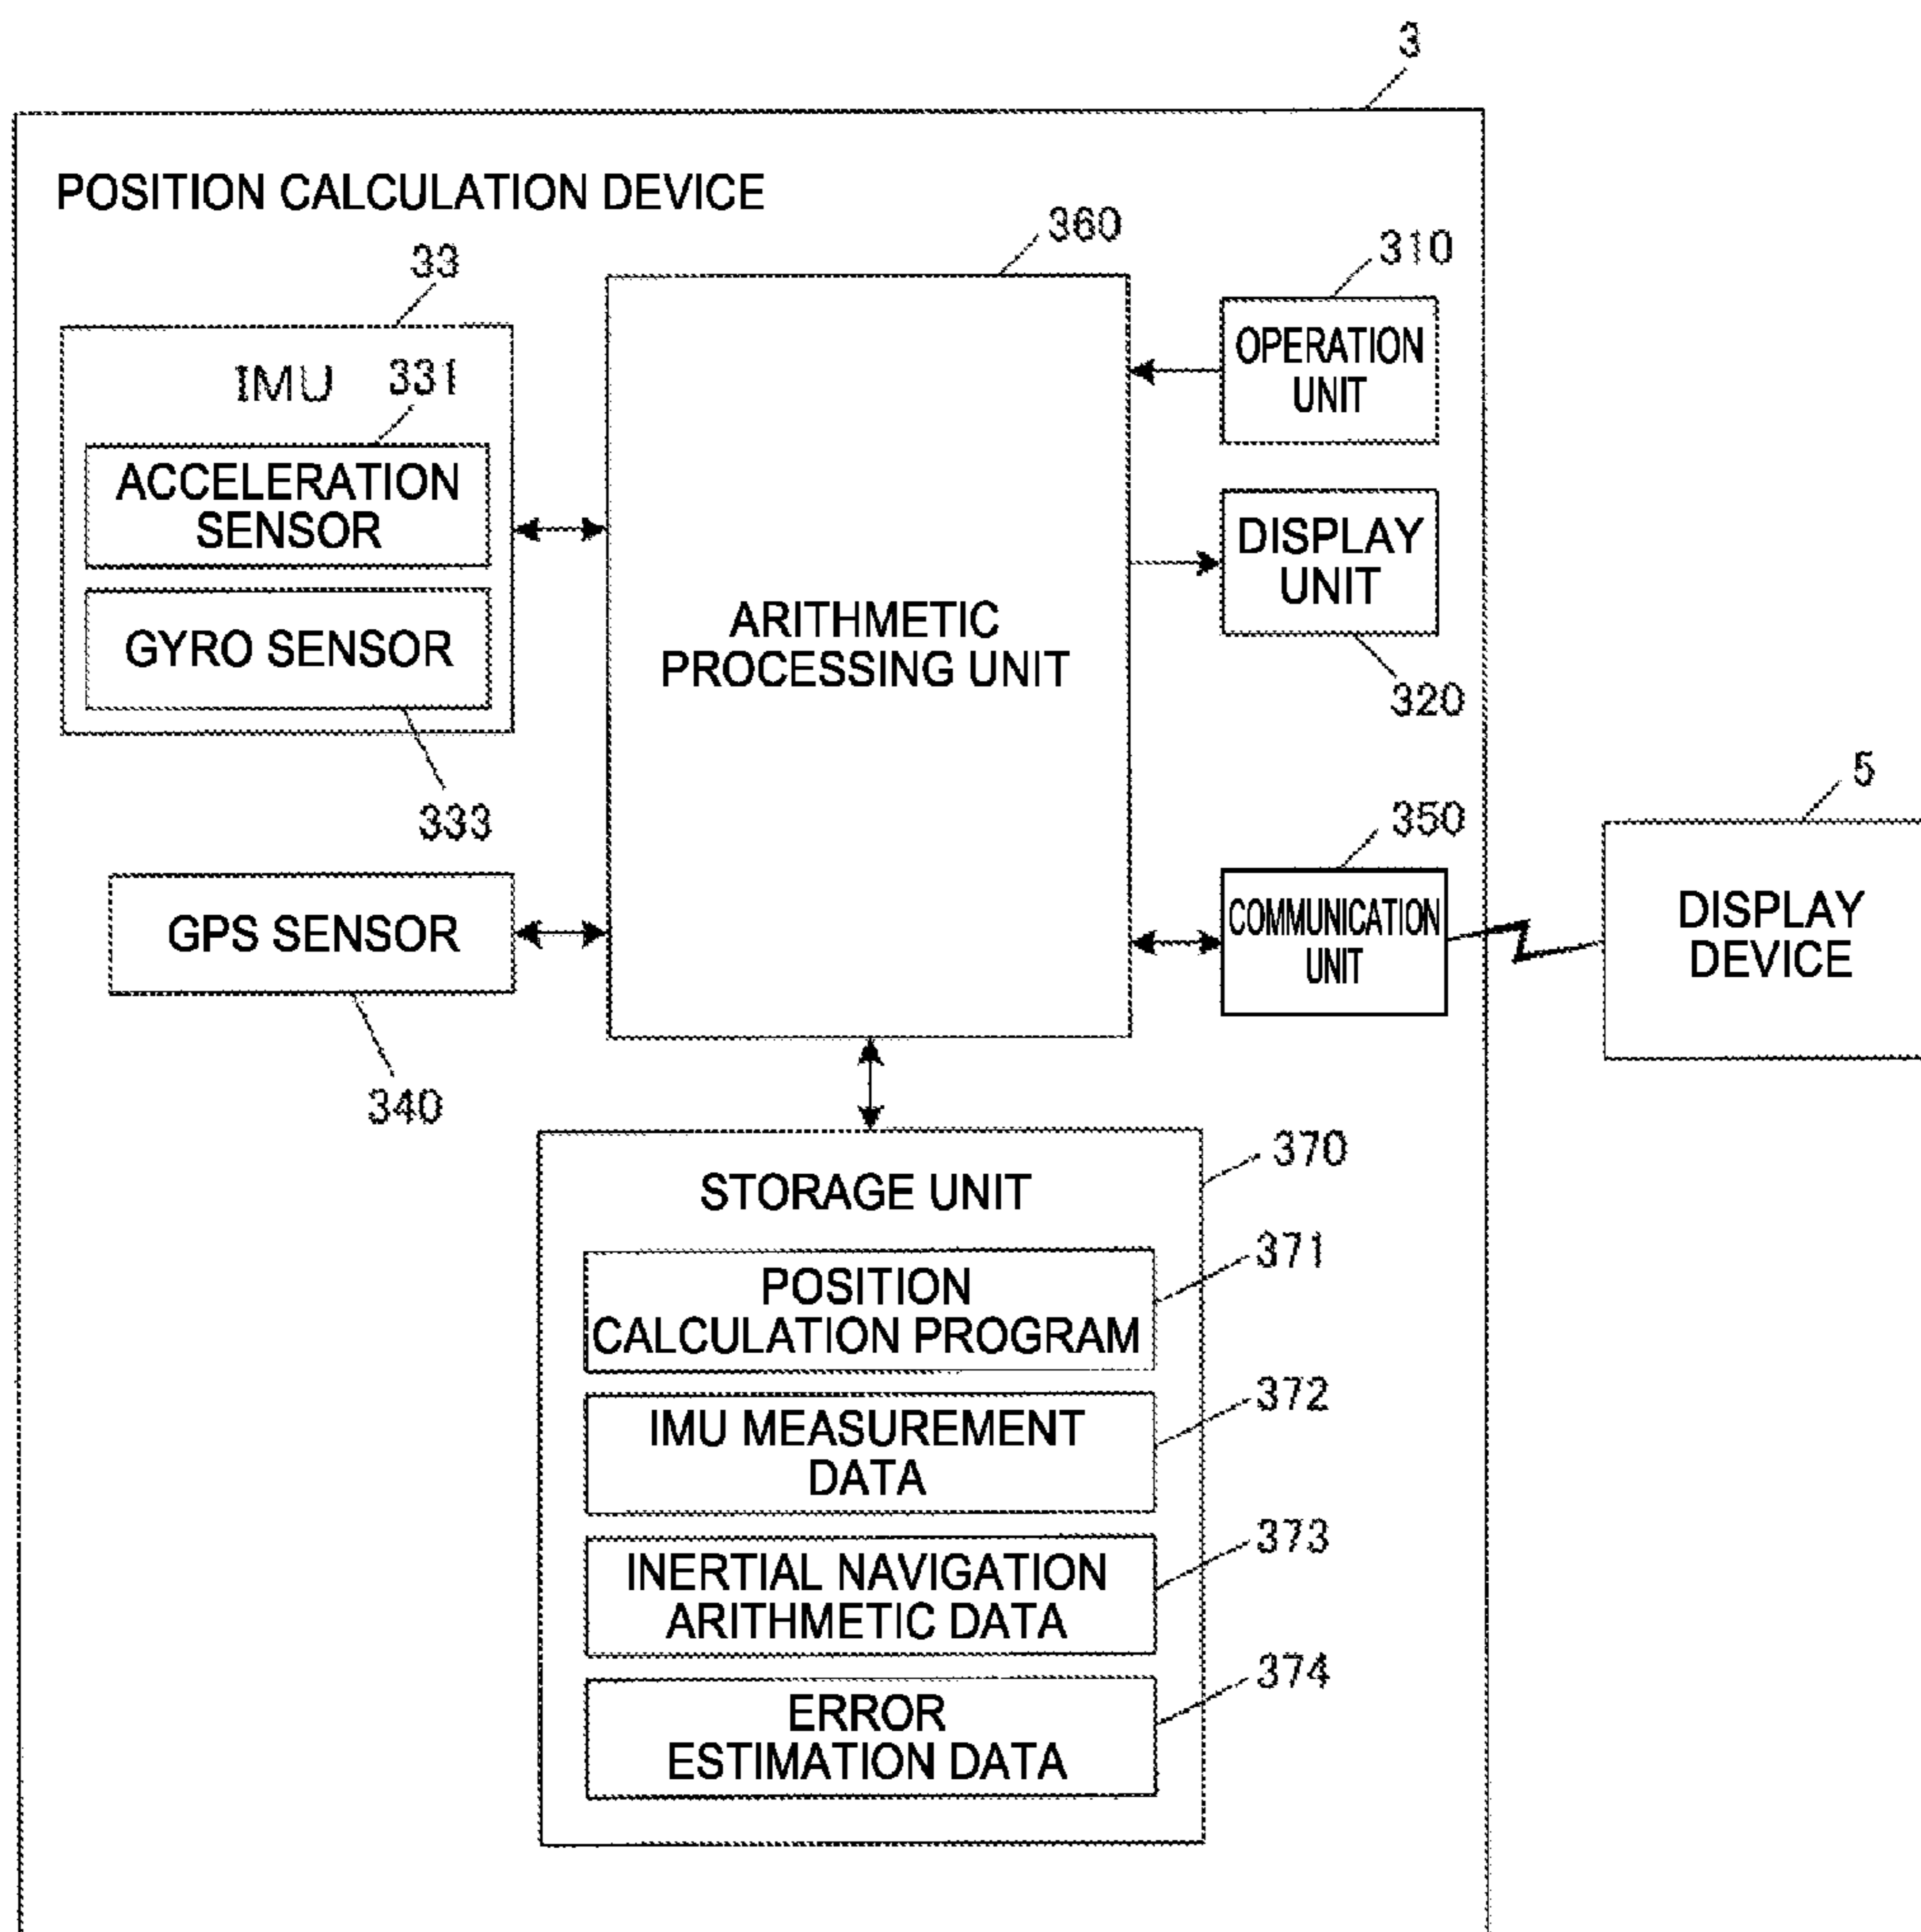 3
POSITION CALCULATION DEVICE
360
310
33
OPERATION
UNIT
IMU
331
ACCELERATION
SENSOR
DISPLAY
UNIT
GYRO SENSOR
ARITHMETIC
PROCESSING UNIT
320
333
350
5
GPS SENSOR
COMMUNICATION
UNIT
DISPLAY
DEVICE
340
370
STORAGE UNIT
371
POSITION
CALCULATION PROGRAM
372
IMU MEASUREMENT
DATA
373
INERTIAL NAVIGATION
ARITHMETIC DATA
374
ERROR
ESTIMATION DATA